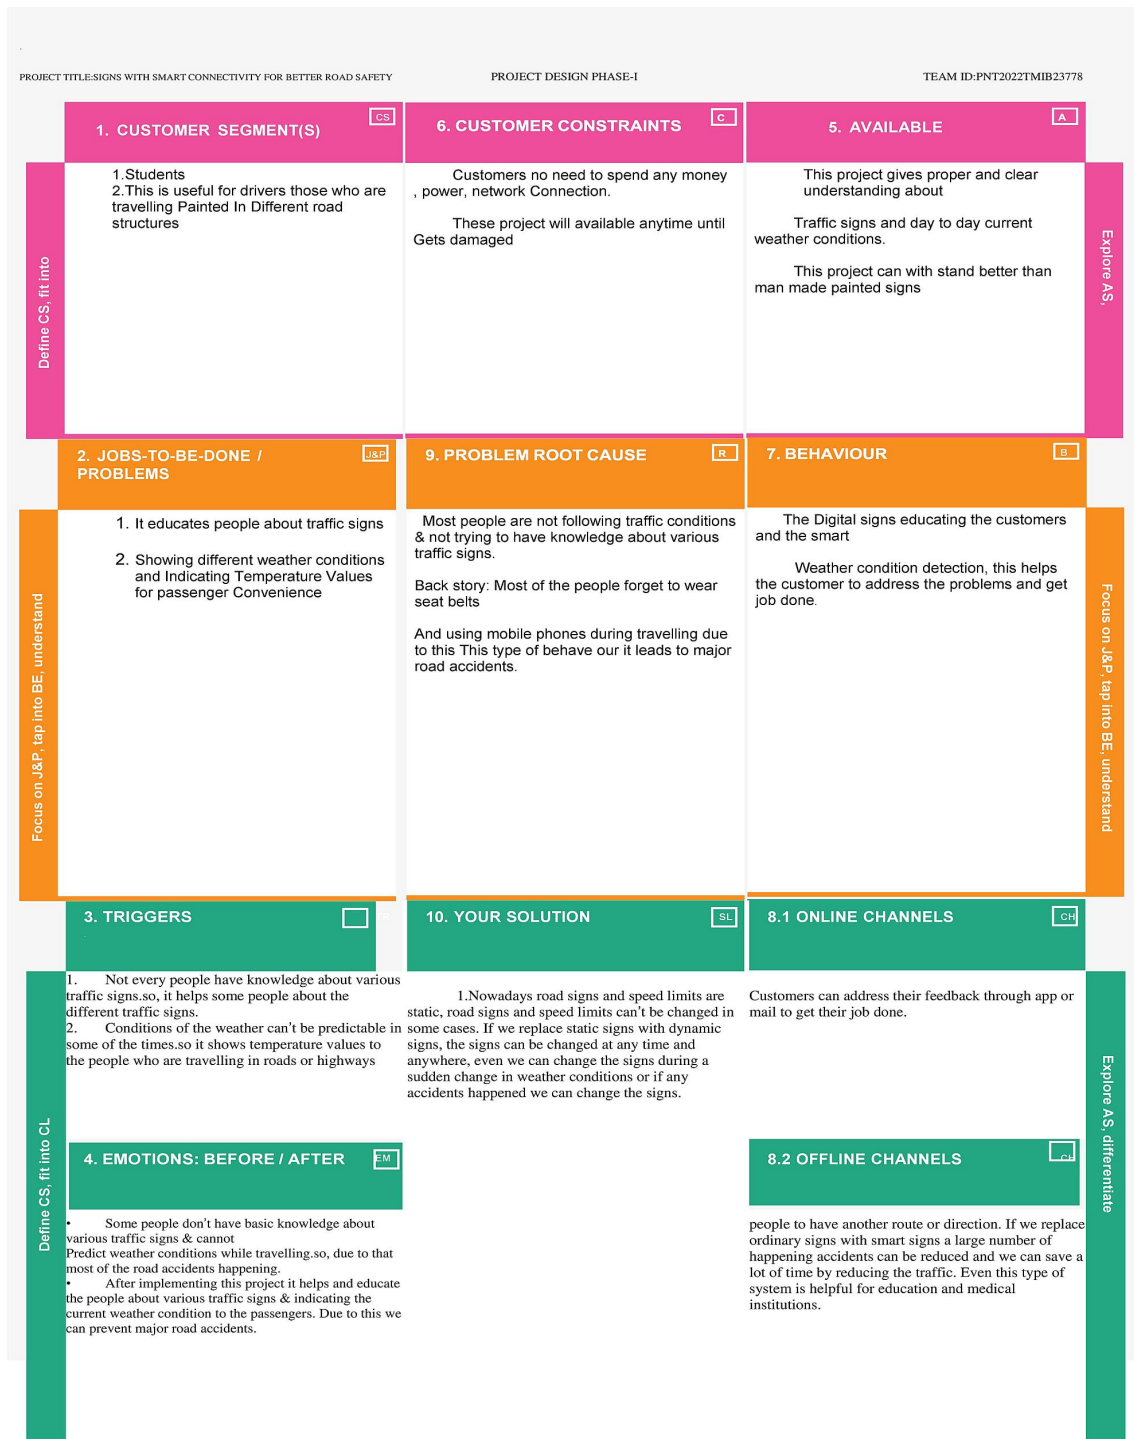 PROJECT TITLE:SIGNS WITH SMART CONNECTIVITY FOR BETTER ROAD SAFETY
PROJECT DESIGN PHASE-I
TEAM ID:PNT2022TMIB23778
1. CUSTOMER SEGMENT(S)
CS
1.Students
2.This is useful for drivers those who are
travelling Painted In Different road
structures
6. CUSTOMER CONSTRAINTS
C
Customers no need to spend any money
, power, network Connection.
These project will available anytime until
Gets damaged
5. AVAILABLE
A
This project gives proper and clear
understanding about
Traffic signs and day to day current
weather conditions.
This project can with stand better than
man made painted signs
Define CS, fit into
Explore AS,
2. JOBS-TO-BE-DONE /
PROBLEMS
J&P
1. It educates people about traffic signs
2. Showing different weather conditions
and Indicating Temperature Values
for passenger Convenience
9. PROBLEM ROOT CAUSE
R
Most people are not following traffic conditions
& not trying to have knowledge about various
traffic signs.
Back story: Most of the people forget to wear
seat belts
And using mobile phones during travelling due
to this This type of behave our it leads to major
road accidents.
7. BEHAVIOUR
B
The Digital signs educating the customers
and the smart
Weather condition detection, this helps
the customer to address the problems and get
job done.
Focus on J&P, tap into BE, understand
Focus on J&P, tap into BE, understand
3. TRIGGERS
1. Not every people have knowledge about various
traffic signs.so, it helps some people about the
different traffic signs.
2. Conditions of the weather can't be predictable in
some of the times.so it shows temperature values to
the people who are travelling in roads or highways
4. EMOTIONS: BEFORE / AFTER
EM
• Some people don't have basic knowledge about
various traffic signs & cannot
Predict weather conditions while travelling.so, due to that
most of the road accidents happening.
• After implementing this project it helps and educate
the people about various traffic signs & indicating the
current weather condition to the passengers. Due to this we
can prevent major road accidents.
10. YOUR SOLUTION
SL
1.Nowadays road signs and speed limits are
static, road signs and speed limits can't be changed in
some cases. If we replace static signs with dynamic
signs, the signs can be changed at any time and
anywhere, even we can change the signs during a
sudden change in weather conditions or if any
accidents happened we can change the signs.
8.1 ONLINE CHANNELS
CH
Customers can address their feedback through app or
mail to get their job done.
8.2 OFFLINE CHANNELS
CH
people to have another route or direction. If we replace
ordinary signs with smart signs a large number of
happening accidents can be reduced and we can save a
lot of time by reducing the traffic. Even this type of
system is helpful for education and medical
institutions.
Define CS, fit into CL
Explore AS, differentiate